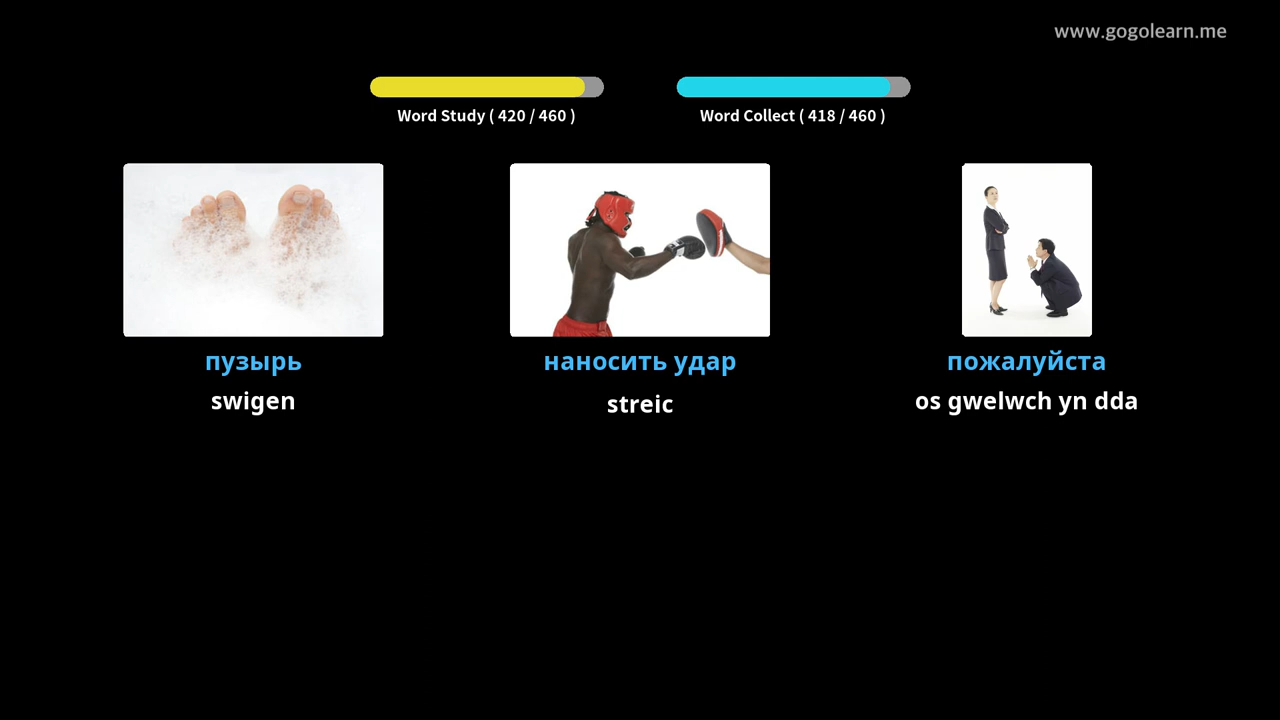 www.gogolearn.me
Word Study ( 420 / 460 )
Word Collect ( 418 / 460 )
пузырь
наносить удар
пожалуйста
swigen
streic
os gwelwch yn dda